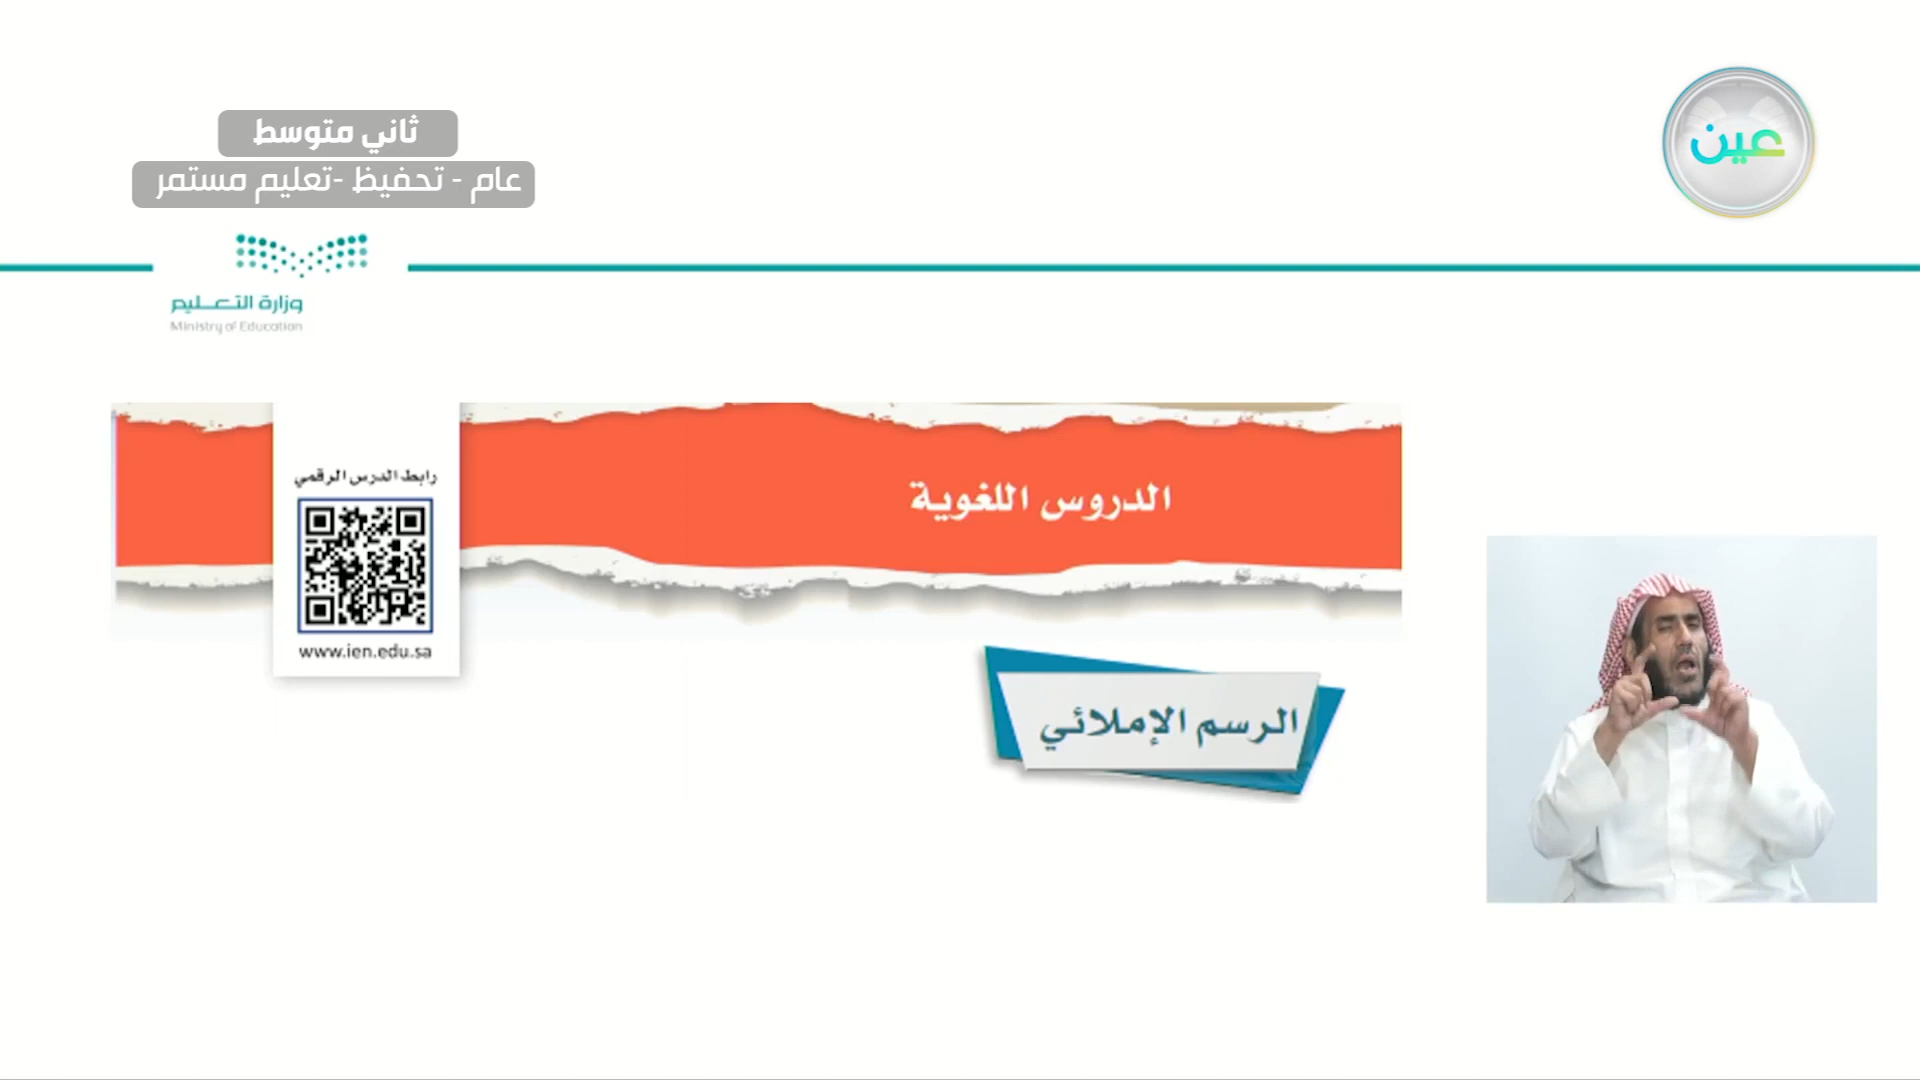 ثاني متوسط
عام - تحفيظ -تعليم مستمر
عين
وزارة التعـــليم
Ministry of Education
الدروس اللغوية
رابط الدرس الرقمي
www.ien.edu.sa
الرسم الإملائي